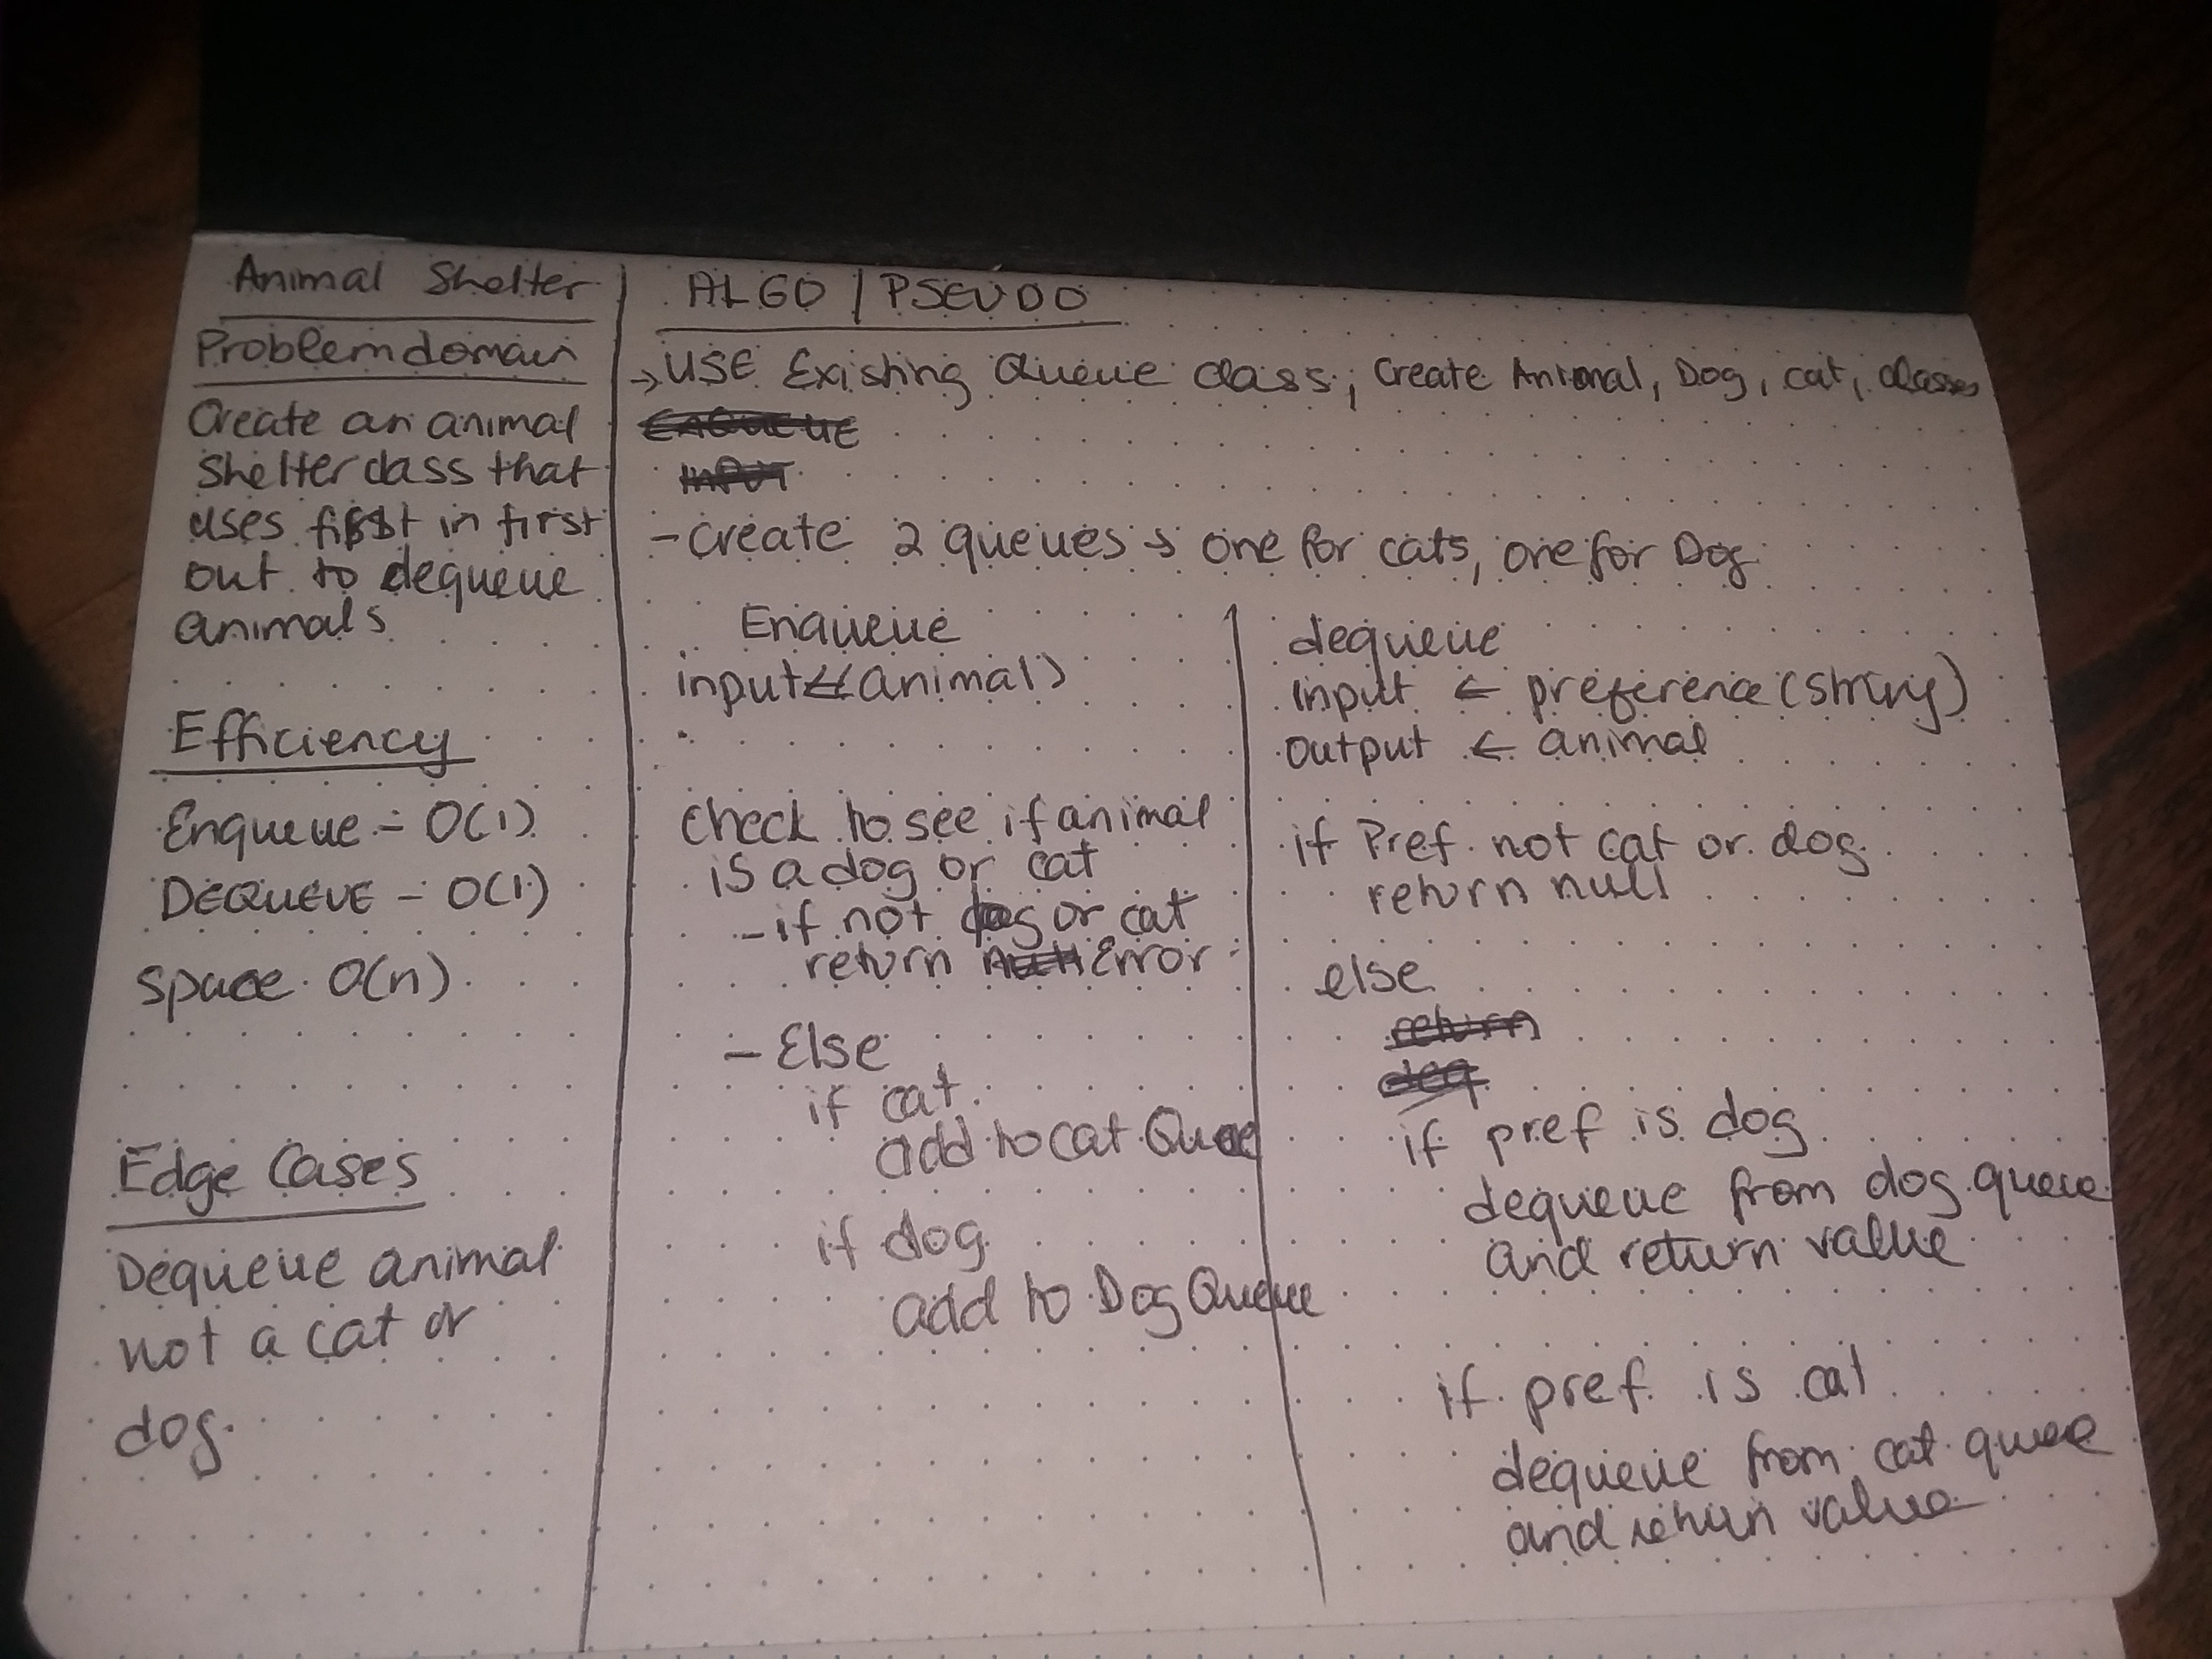 Animal Shelter
Problem domain
Create an animal
shelter class that
uses first in first
out to dequeue
animals
Efficiency
Enqueue - O(1)
Dequeue - O(1)
Space O(n)
Edge Cases
Dequeue animal
not a cat or
dog.
ALGO | PSEUDO
→ USE Existing Queue class, Create Animal, Dog, cat, classes
- Create 2 queues → one for cats, one for Dog
Enqueue
input ← (animal)
Check to see if animal
is a dog or cat
- if not dog or cat
return Error
- Else
if cat
add to cat Queue
if dog
add to Dog Queue
dequeue
input ← preference (string)
output ← animal
if Pref not cat or dog
return null
else
if pref is dog
dequeue from dog queue
and return value
if pref is cat
dequeue from cat queue
and return value